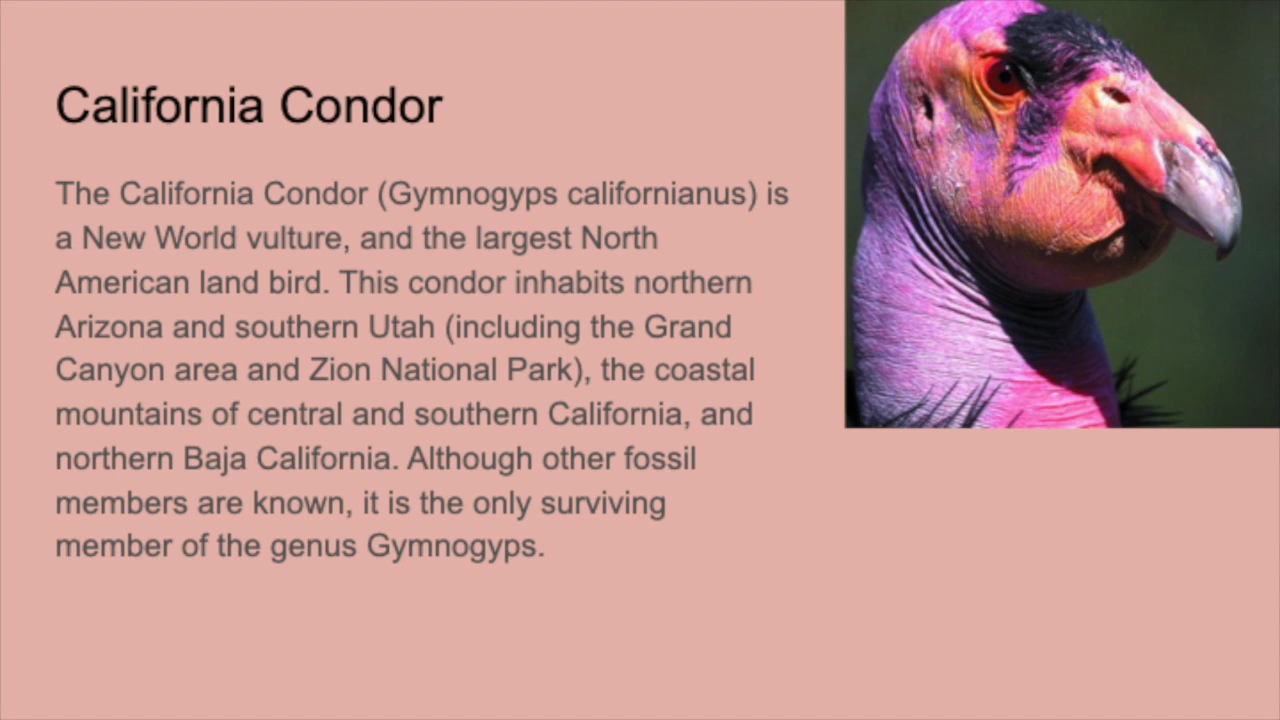 California Condor
The California Condor (Gymnogyps californianus) is
a New World vulture, and the largest North
American land bird. This condor inhabits northern
Arizona and southern Utah (including the Grand
Canyon area and Zion National Park), the coastal
mountains of central and southern California, and
northern Baja California. Although other fossil
members are known, it is the only surviving
member of the genus Gymnogyps.